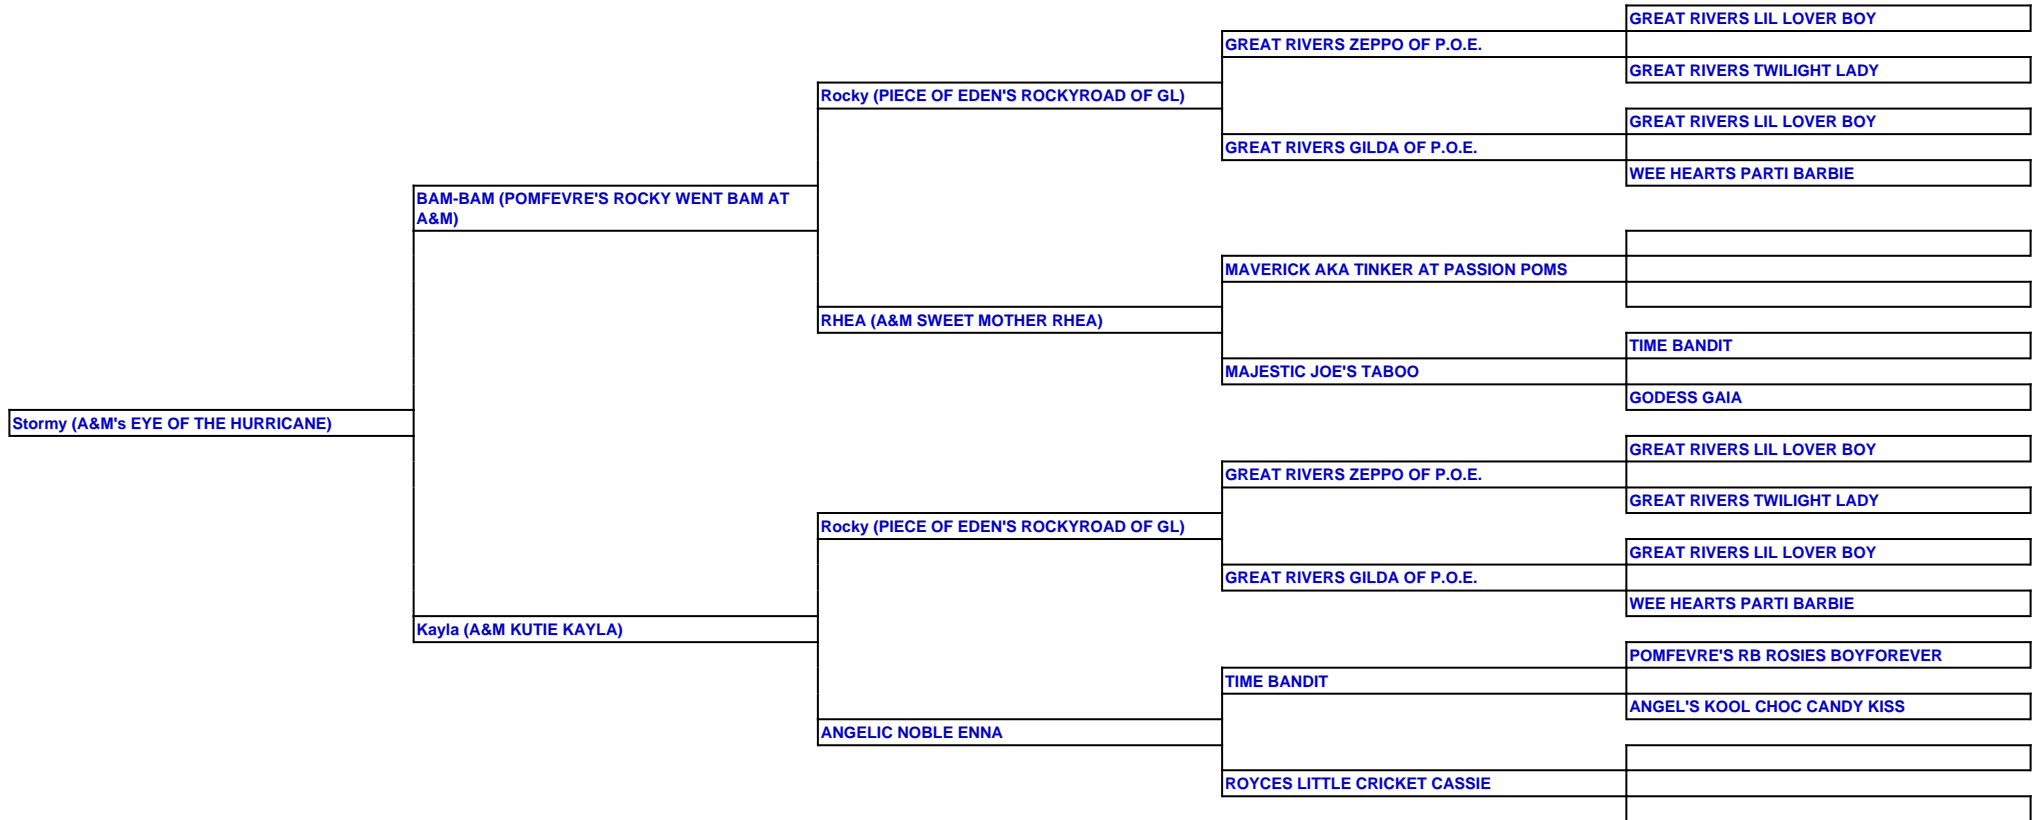 GREAT RIVERS LIL LOVER BOY
GREAT RIVERS ZEPPO OF P.O.E.
GREAT RIVERS TWILIGHT LADY
Rocky (PIECE OF EDEN'S ROCKYROAD OF GL)
GREAT RIVERS LIL LOVER BOY
GREAT RIVERS GILDA OF P.O.E.
WEE HEARTS PARTI BARBIE
BAM-BAM (POMFEVRE'S ROCKY WENT BAM AT
A&M)
MAVERICK AKA TINKER AT PASSION POMS
RHEA (A&M SWEET MOTHER RHEA)
TIME BANDIT
MAJESTIC JOE'S TABOO
GODESS GAIA
Stormy (A&M's EYE OF THE HURRICANE)
GREAT RIVERS LIL LOVER BOY
GREAT RIVERS ZEPPO OF P.O.E.
GREAT RIVERS TWILIGHT LADY
Rocky (PIECE OF EDEN'S ROCKYROAD OF GL)
GREAT RIVERS LIL LOVER BOY
GREAT RIVERS GILDA OF P.O.E.
WEE HEARTS PARTI BARBIE
Kayla (A&M KUTIE KAYLA)
POMFEVRE'S RB ROSIES BOYFOREVER
TIME BANDIT
ANGEL'S KOOL CHOC CANDY KISS
ANGELIC NOBLE ENNA
ROYCES LITTLE CRICKET CASSIE